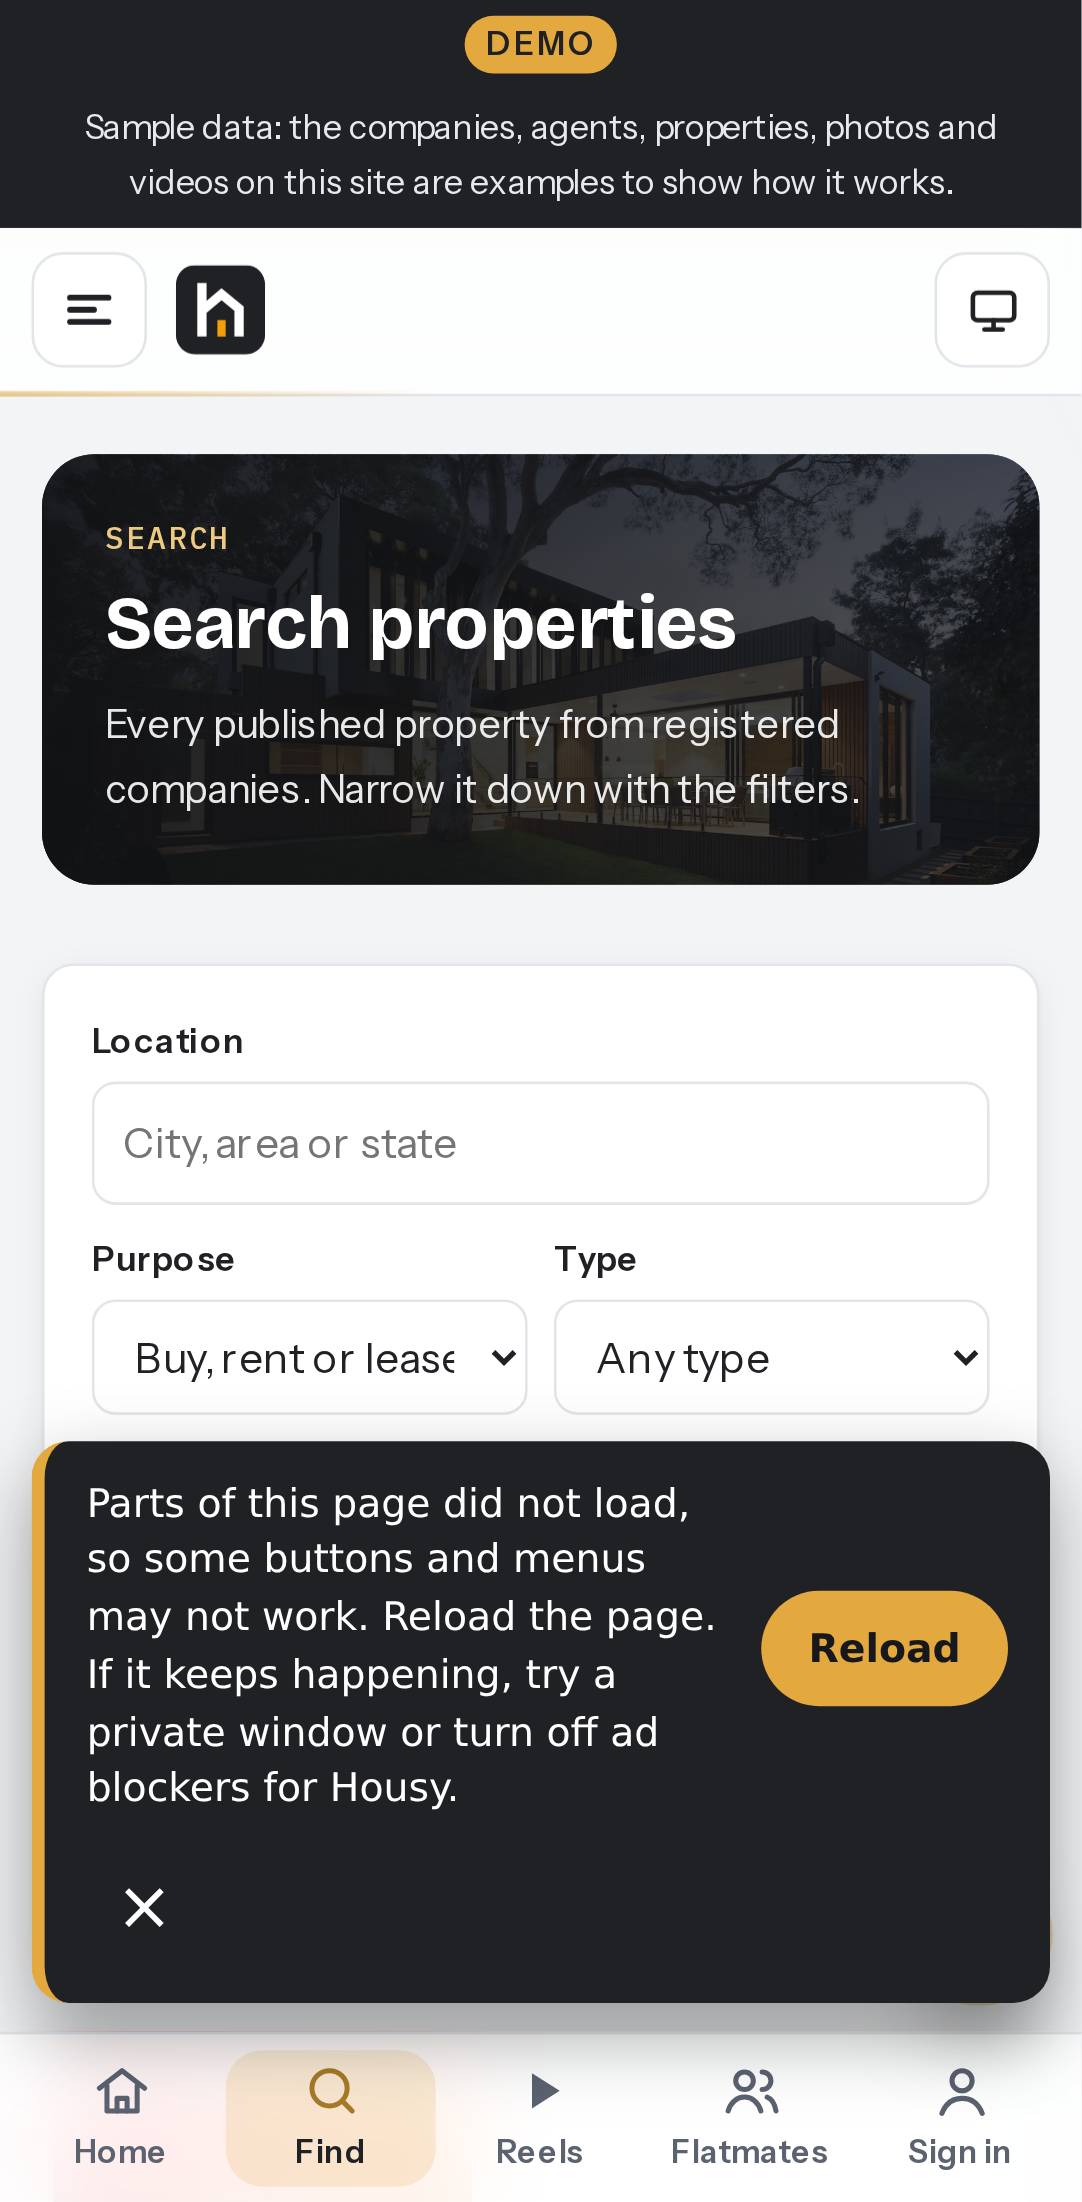 DEMO
Sample data: the companies, agents, properties, photos and
videos on this site are examples to show how it works.
SEARCH
Search properties
Every published property from registered
companies. Narrow it down with the filters.
Location
City, area or state
Purpose
Type
Buy, rent or lease
Any type
Parts of this page did not load,
so some buttons and menus
may not work. Reload the page.
If it keeps happening, try a
private window or turn off ad
blockers for Housy.
Reload
Home
Find
Reels
Flatmates
Sign in